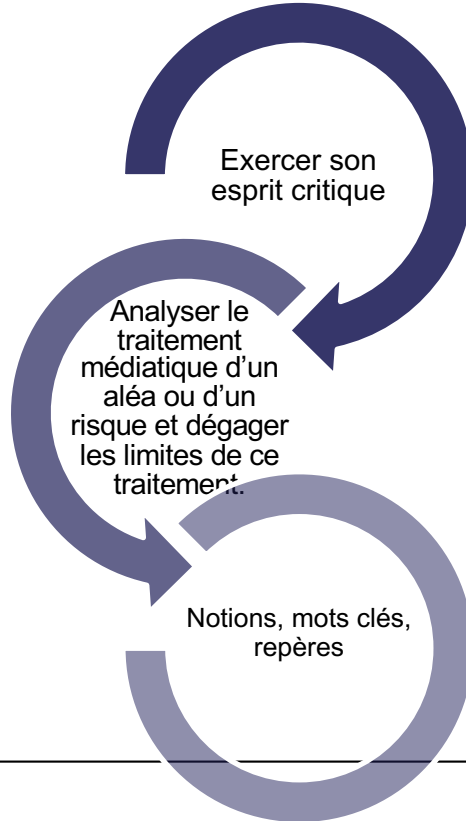 Exercer son
esprit critique
Analyser le
traitement
médiatique d’un
aléa ou d’un
risque et dégager
les limites de ce
traitement.
Notions, mots clés,
repères